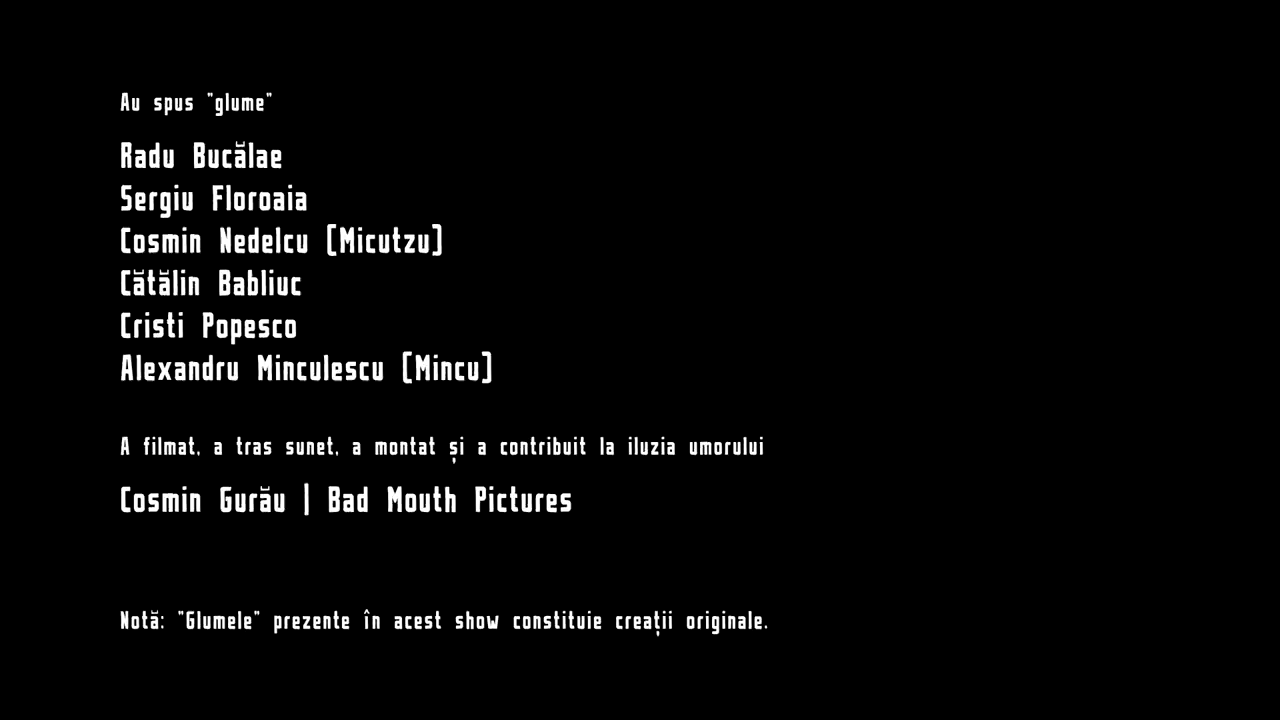 Au spus "glume"
Radu Bucălae
Sergiu Floroaia
Cosmin Nedelcu (Micutzu)
Cătălin Babliuc
Cristi Popesco
Alexandru Minculescu (Mincu)
A filmat, a tras sunet, a montat și a contribuit la iluzia umorului
Cosmin Gurău | Bad Mouth Pictures
Notă: "Glumele" prezente în acest show constituie creații originale.